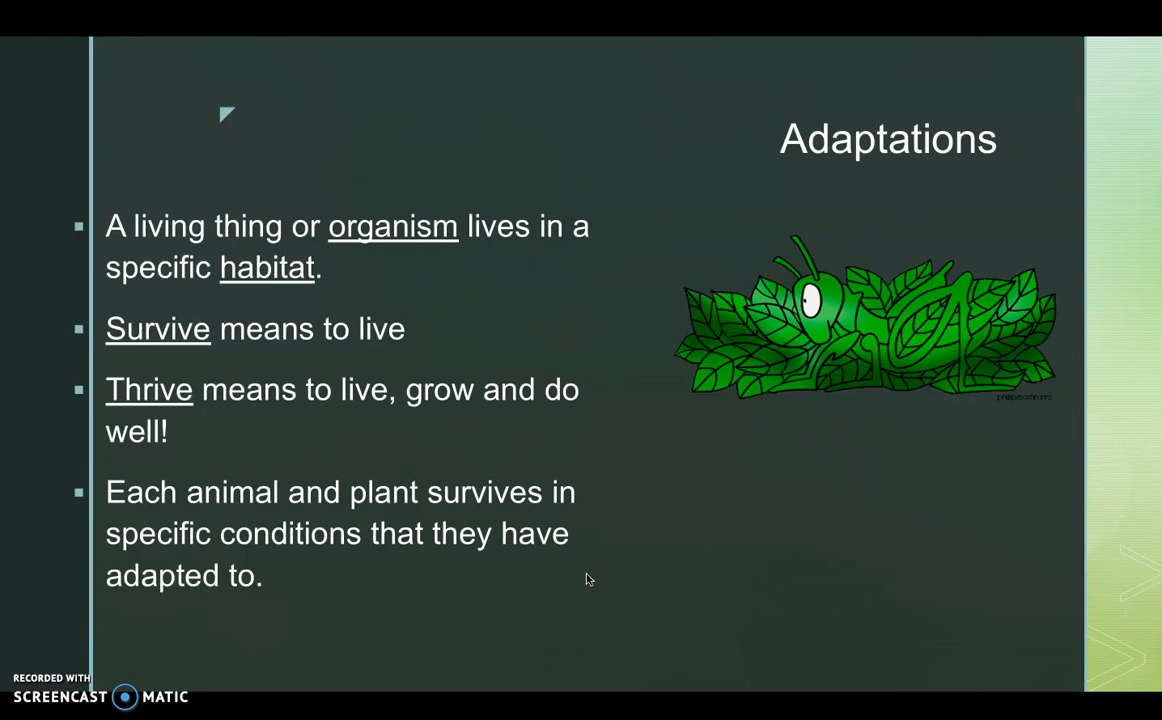 Adaptations
A living thing or organism lives in a
specific habitat.
Survive means to live
Thrive means to live, grow and do
well!
Each animal and plant survives in
specific conditions that they have
adapted to.
RECORDED WITH
SCREENCAST MATIC